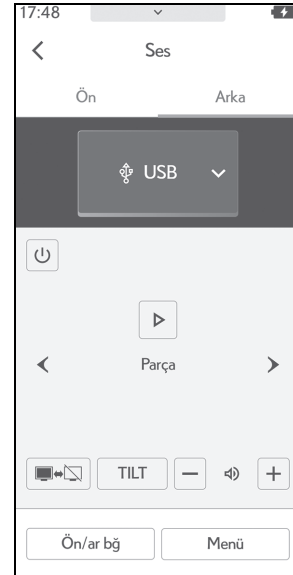 17:48
Ses
Ön Arka
USB
Parça
TILT
Ön/ar bğ Menü